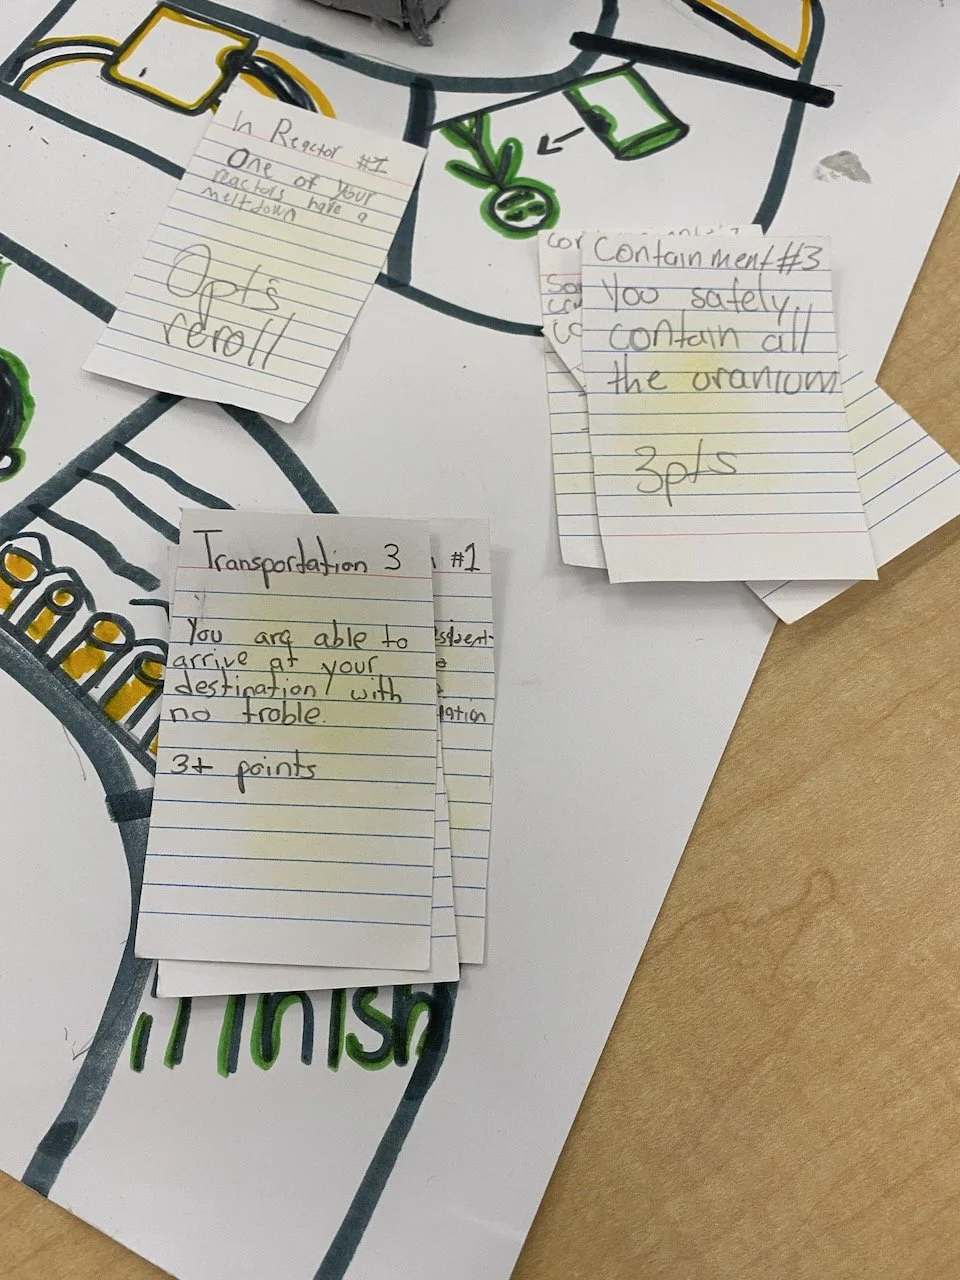 In Reactor #1
One of your
reactors have a
meltdown
0pts
reroll
Containment #3
You safely
contain all
the oranium
3pts
Transportation 3
You are able to
arrive at your
destination with
no troble.
3+ points
#1
Finish